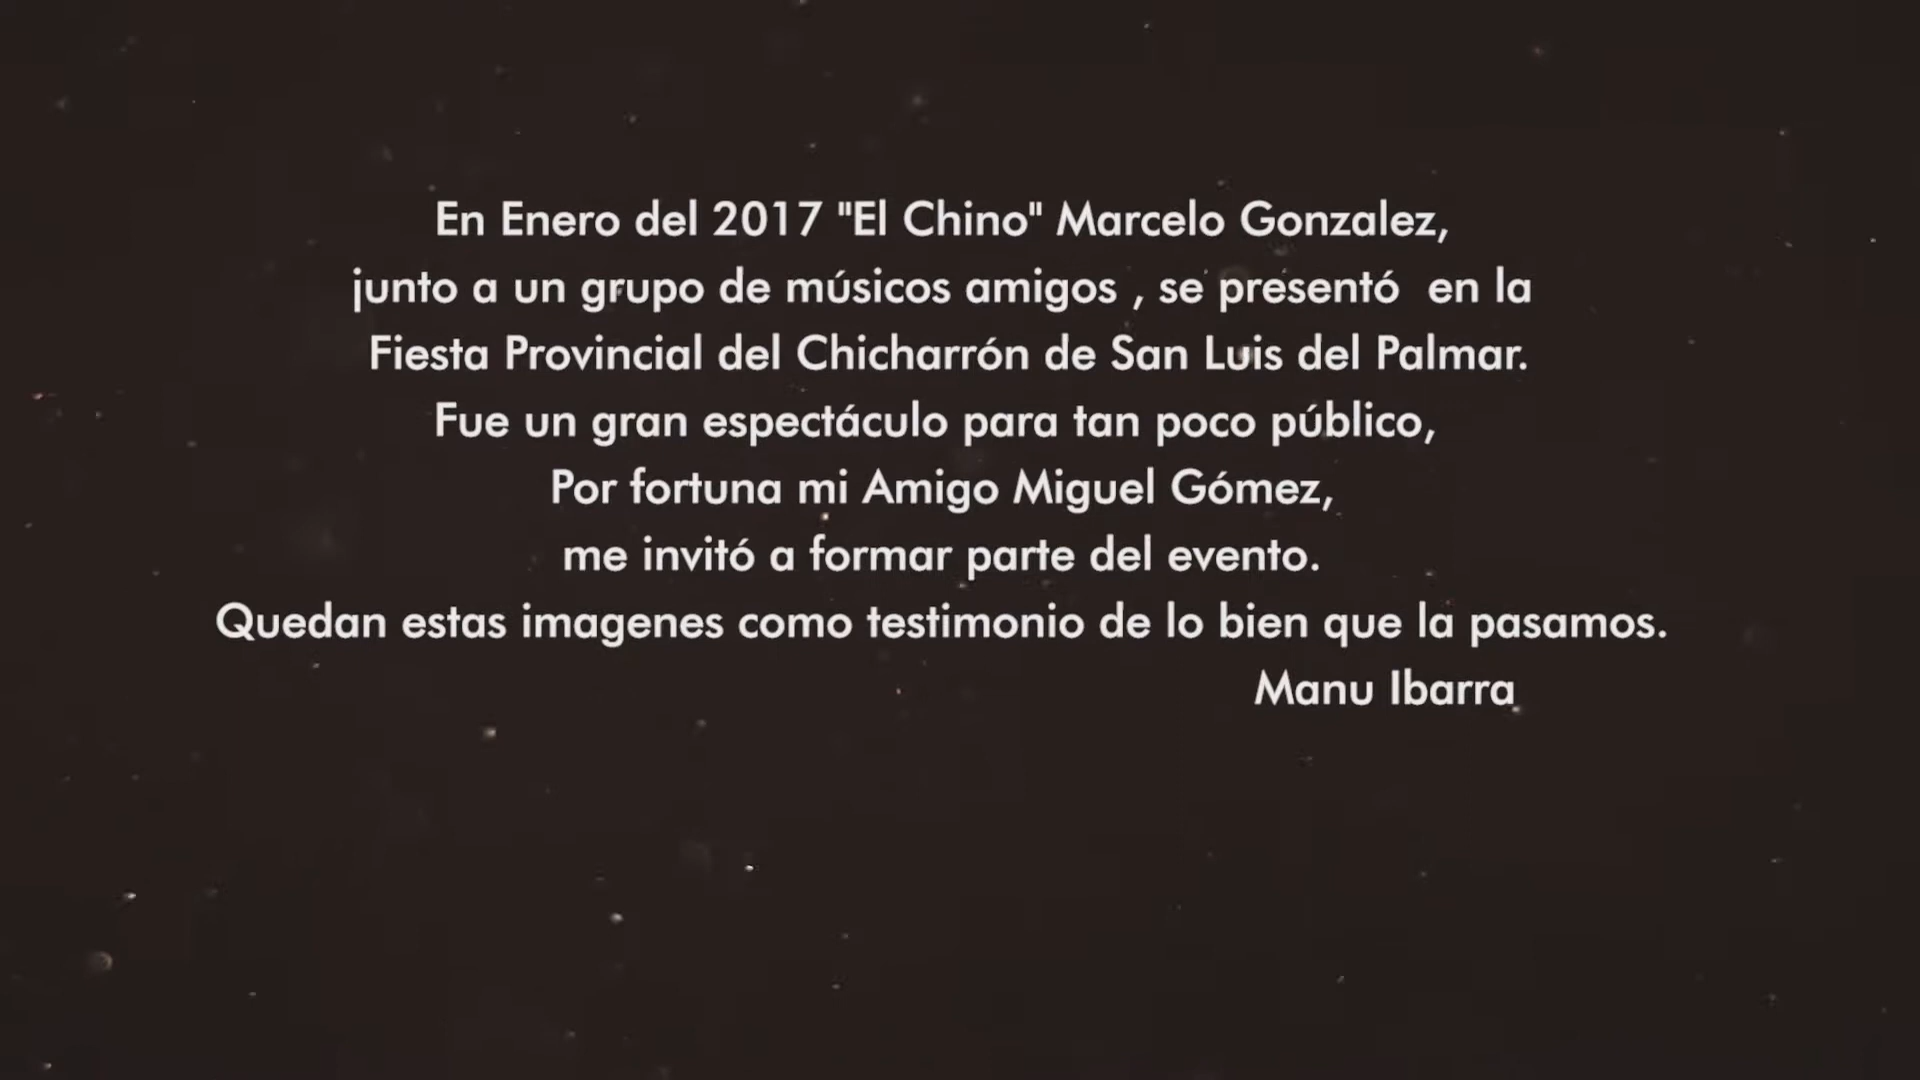 En Enero del 2017 "El Chino" Marcelo Gonzalez,
junto a un grupo de músicos amigos , se presentó  en la
Fiesta Provincial del Chicharrón de San Luis del Palmar.
Fue un gran espectáculo para tan poco público,
Por fortuna mi Amigo Miguel Gómez,
me invitó a formar parte del evento.
Quedan estas imagenes como testimonio de lo bien que la pasamos.
Manu Ibarra